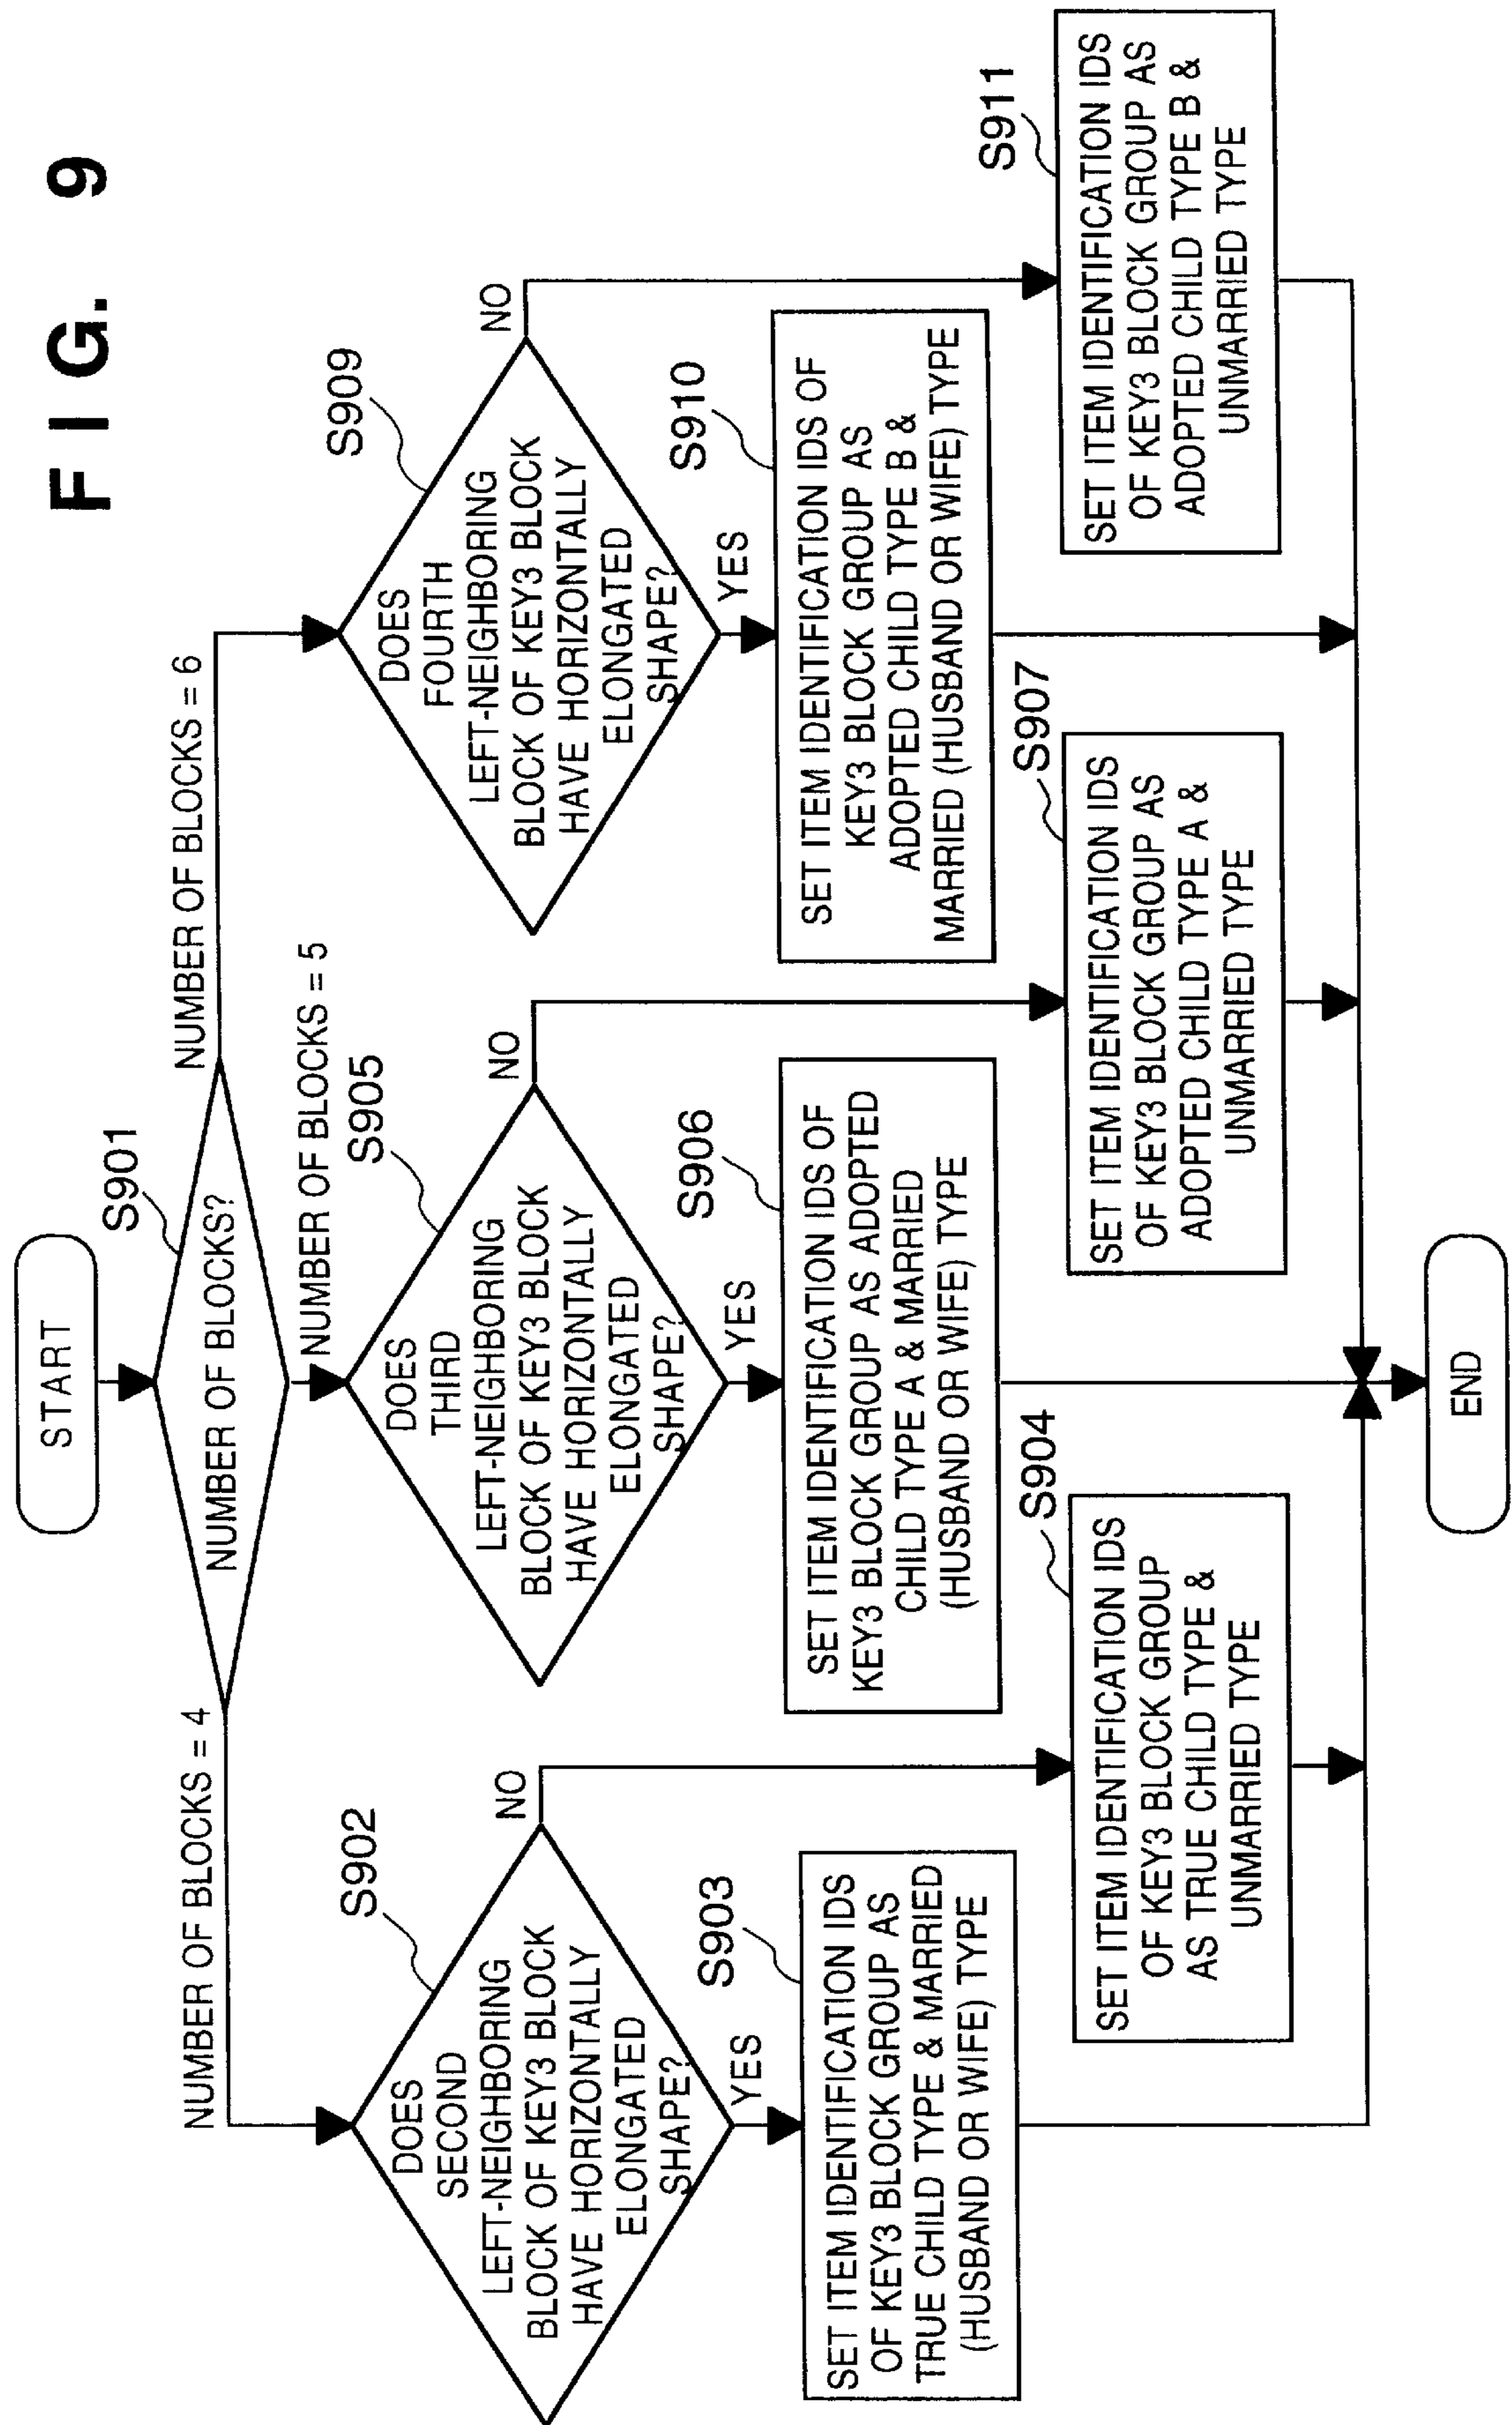 F I G. 9
START
S901
NUMBER OF BLOCKS?
NUMBER OF BLOCKS = 4
NUMBER OF BLOCKS = 5
NUMBER OF BLOCKS = 6
S902
DOES
SECOND
LEFT-NEIGHBORING
BLOCK OF KEY3 BLOCK
HAVE HORIZONTALLY
ELONGATED
SHAPE?
NO
YES
S903
SET ITEM IDENTIFICATION IDS
OF KEY3 BLOCK GROUP AS
TRUE CHILD TYPE & MARRIED
(HUSBAND OR WIFE) TYPE
S904
SET ITEM IDENTIFICATION IDS
OF KEY3 BLOCK GROUP
AS TRUE CHILD TYPE &
UNMARRIED TYPE
S905
DOES
THIRD
LEFT-NEIGHBORING
BLOCK OF KEY3 BLOCK
HAVE HORIZONTALLY
ELONGATED
SHAPE?
NO
YES
S906
SET ITEM IDENTIFICATION IDS OF
KEY3 BLOCK GROUP AS ADOPTED
CHILD TYPE A & MARRIED
(HUSBAND OR WIFE) TYPE
S907
SET ITEM IDENTIFICATION IDS
OF KEY3 BLOCK GROUP AS
ADOPTED CHILD TYPE A &
UNMARRIED TYPE
S909
DOES
FOURTH
LEFT-NEIGHBORING
BLOCK OF KEY3 BLOCK
HAVE HORIZONTALLY
ELONGATED
SHAPE?
NO
YES
S910
SET ITEM IDENTIFICATION IDS OF
KEY3 BLOCK GROUP AS
ADOPTED CHILD TYPE B &
MARRIED (HUSBAND OR WIFE) TYPE
S911
SET ITEM IDENTIFICATION IDS
OF KEY3 BLOCK GROUP AS
ADOPTED CHILD TYPE B &
UNMARRIED TYPE
END